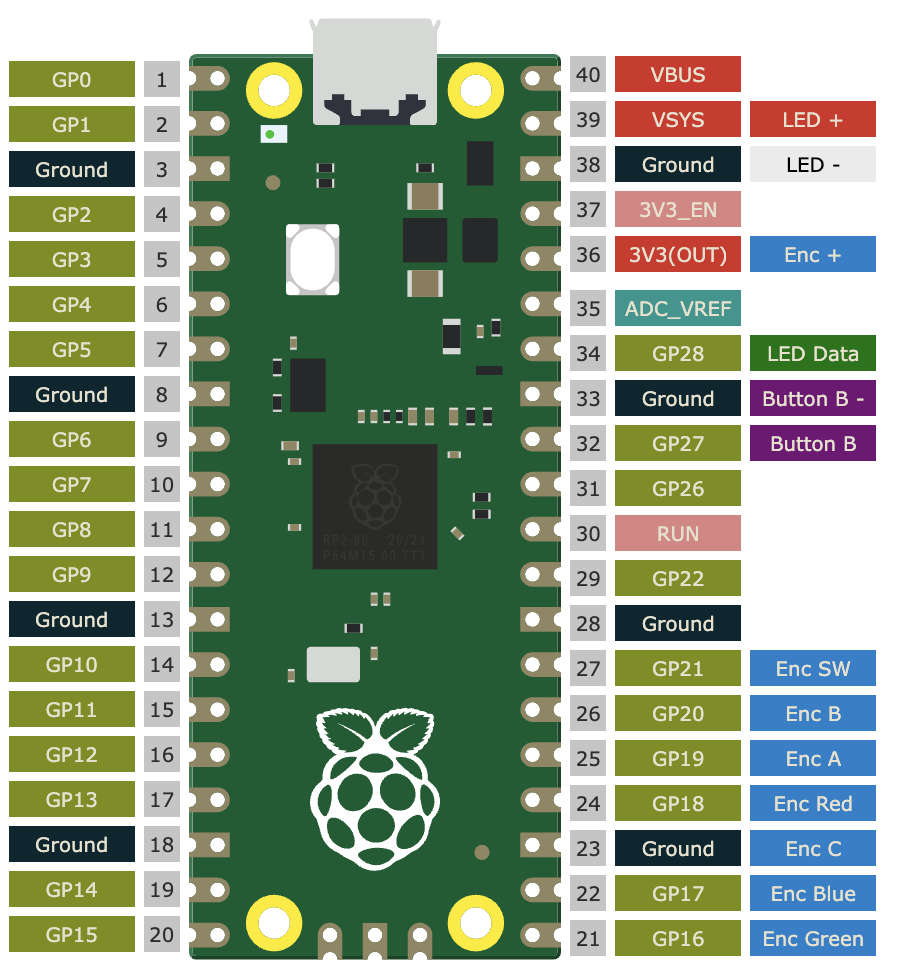 GP0 1 40 VBUS
GP1 2 39 VSYS LED +
Ground 3 38 Ground LED -
GP2 4 37 3V3_EN
GP3 5 36 3V3(OUT) Enc +
GP4 6 35 ADC_VREF
GP5 7 34 GP28 LED Data
Ground 8 33 Ground Button B -
GP6 9 32 GP27 Button B
GP7 10 31 GP26
GP8 11 30 RUN
RP2-B0 20/21
P64M15.00 TTT
GP9 12 29 GP22
Ground 13 28 Ground
GP10 14 27 GP21 Enc SW
GP11 15 26 GP20 Enc B
GP12 16 25 GP19 Enc A
GP13 17 24 GP18 Enc Red
Ground 18 23 Ground Enc C
GP14 19 22 GP17 Enc Blue
GP15 20 21 GP16 Enc Green